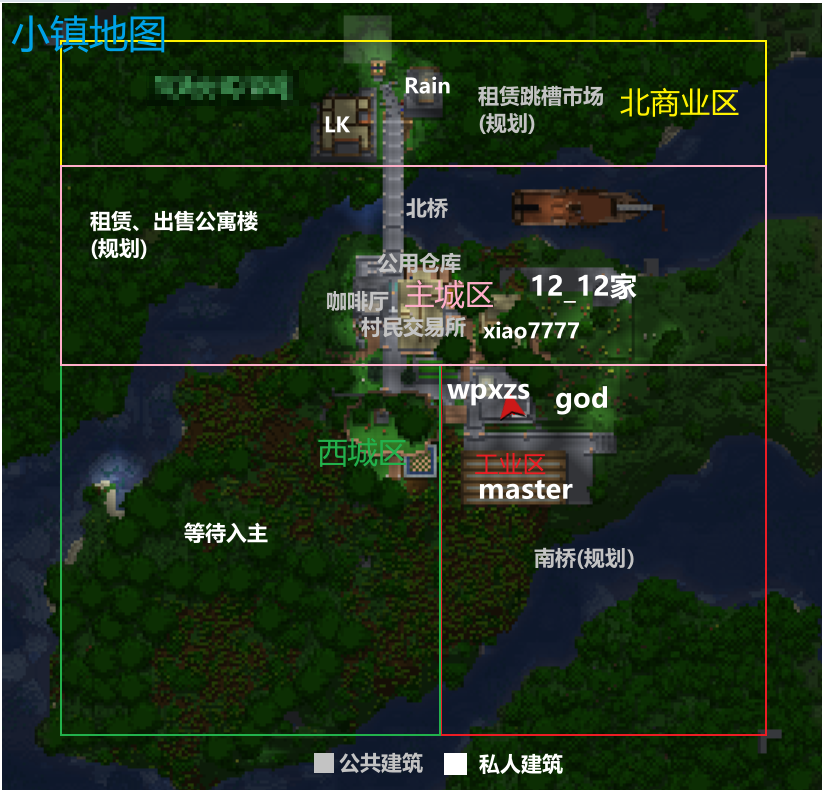 小镇地图
Rain
租赁跳槽市场
(规划)
北商业区
LK
租赁、出售公寓楼
(规划)
北桥
公用仓库
咖啡厅
主城区
12_12家
村民交易所
xiao7777
wpxzs
god
西城区
工业区
master
等待入主
南桥(规划)
公共建筑
私人建筑